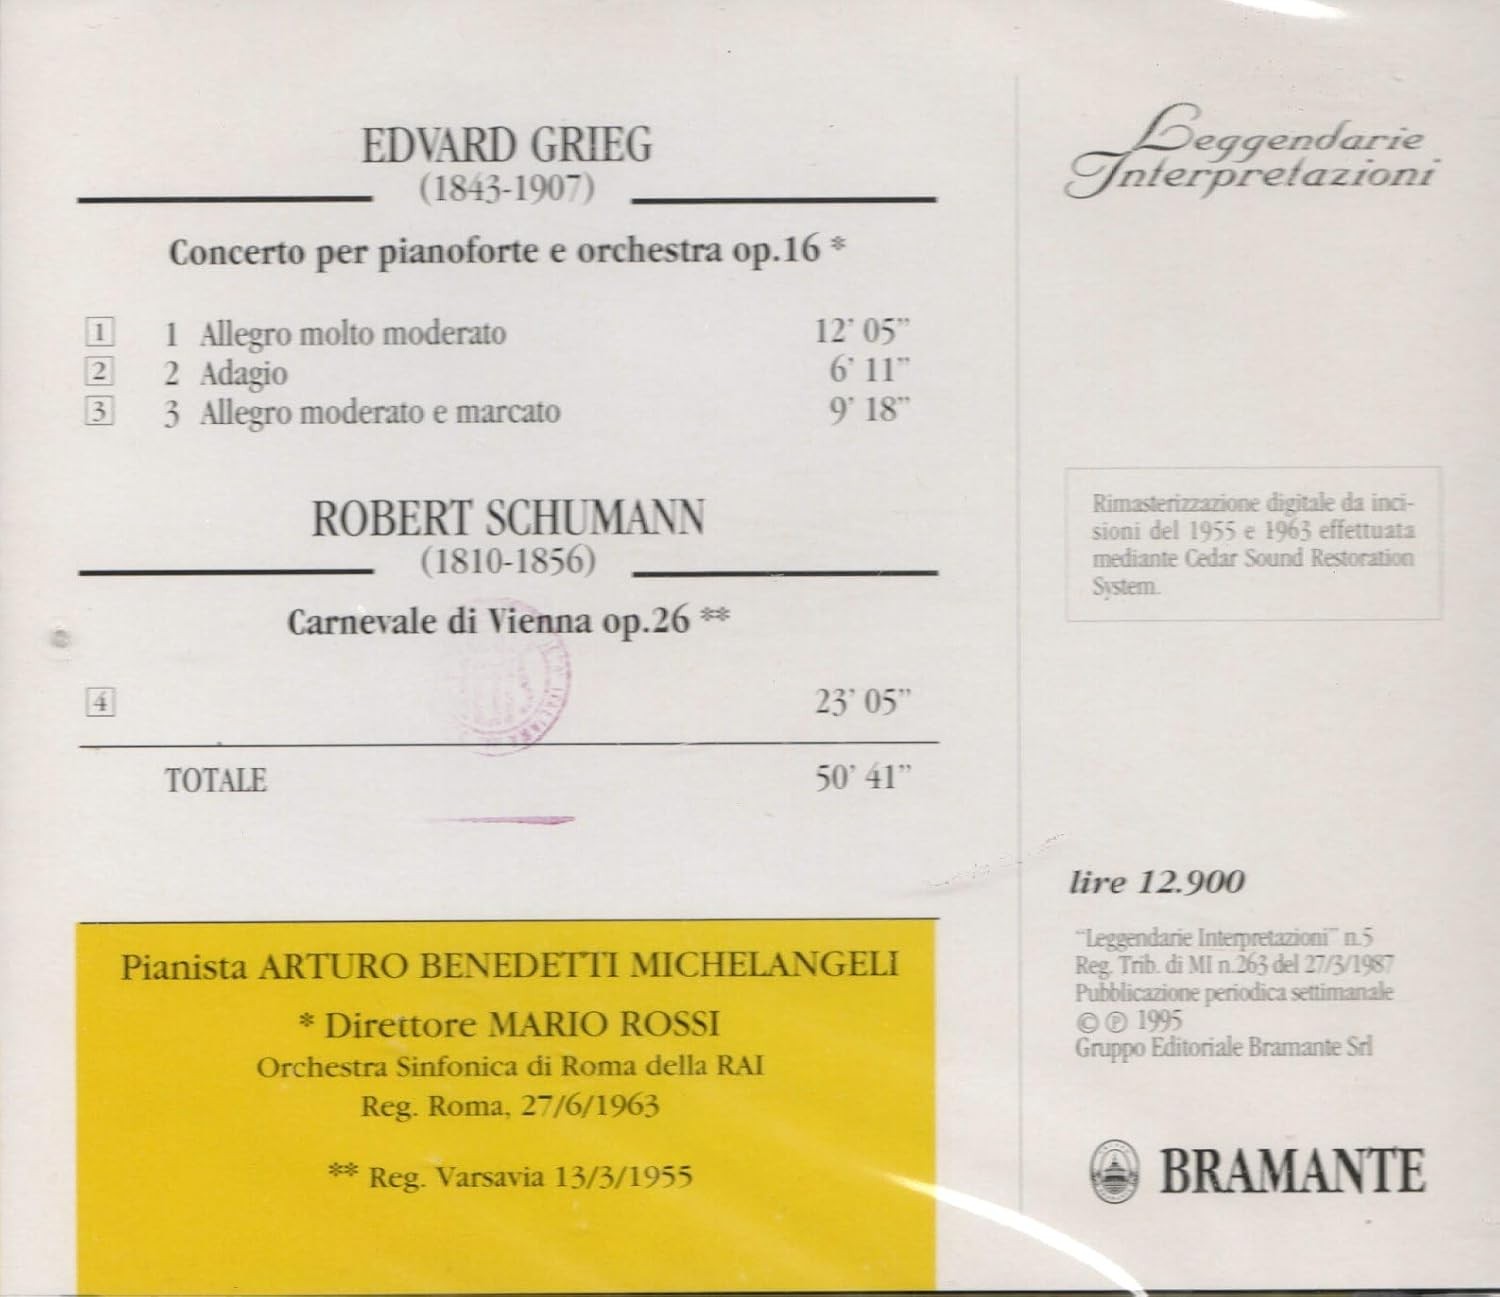 EDVARD GRIEG
(1843-1907)
Concerto per pianoforte e orchestra op.16 *
1 1 Allegro molto moderato 12' 05”
2 2 Adagio 6' 11”
3 3 Allegro moderato e marcato 9' 18”
ROBERT SCHUMANN
(1810-1856)
Carnevale di Vienna op.26 **
4 23' 05”
TOTALE 50' 41”
Pianista ARTURO BENEDETTI MICHELANGELI
* Direttore MARIO ROSSI
Orchestra Sinfonica di Roma della RAI
Reg. Roma, 27/6/1963
** Reg. Varsavia 13/3/1955
Leggendarie
Interpretazioni
Rimasterizzazione digitale da inci-
sioni del 1955 e 1963 effettuata
mediante Cedar Sound Restoration
System.
lire 12.900
“Leggendarie Interpretazioni” n.5
Reg. Trib. di MI n.263 del 27/3/1987
Pubblicazione periodica settimanale
© ℗ 1995
Gruppo Editoriale Bramante Srl
BRAMANTE